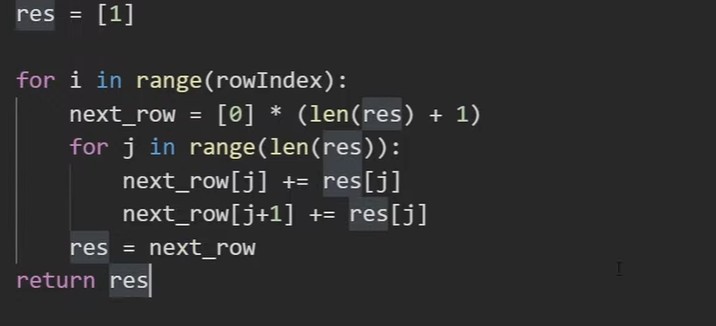 res = [1]
for i in range(rowIndex):
    next_row = [0] * (len(res) + 1)
    for j in range(len(res)):
        next_row[j] += res[j]
        next_row[j+1] += res[j]
    res = next_row
return res